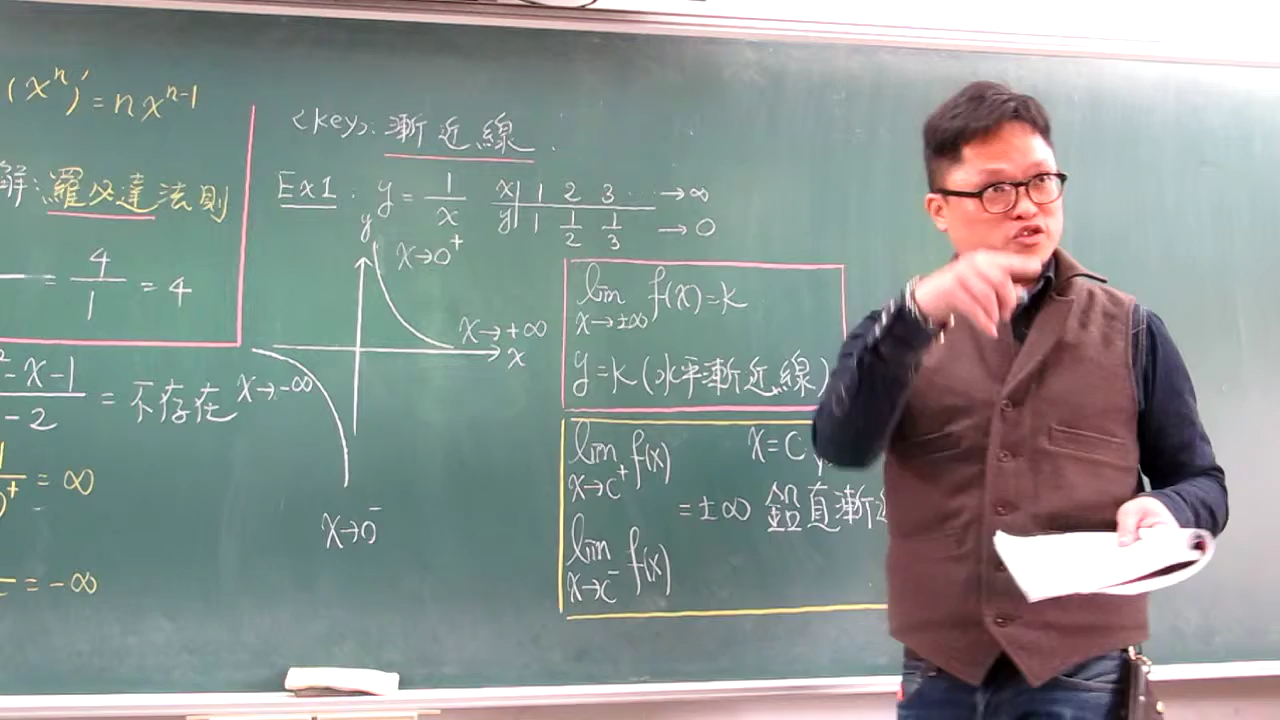 (xⁿ)' = nxⁿ⁻¹
解: 羅必達法則
= 4/1 = 4
-x-1/-2 = 不存在
= ∞
= -∞
<key>: 漸近線.
Ex1. y = 1/x
x 1 2 3 … →∞
y 1 1/2 1/3 →0
y
x→0⁺
x→+∞
x
x→-∞
x→0⁻
lim x→±∞ f(x)=k
y=k (水平漸近線)
lim x→c⁺ f(x)
x=c
=±∞ 鉛直漸
lim x→c⁻ f(x)